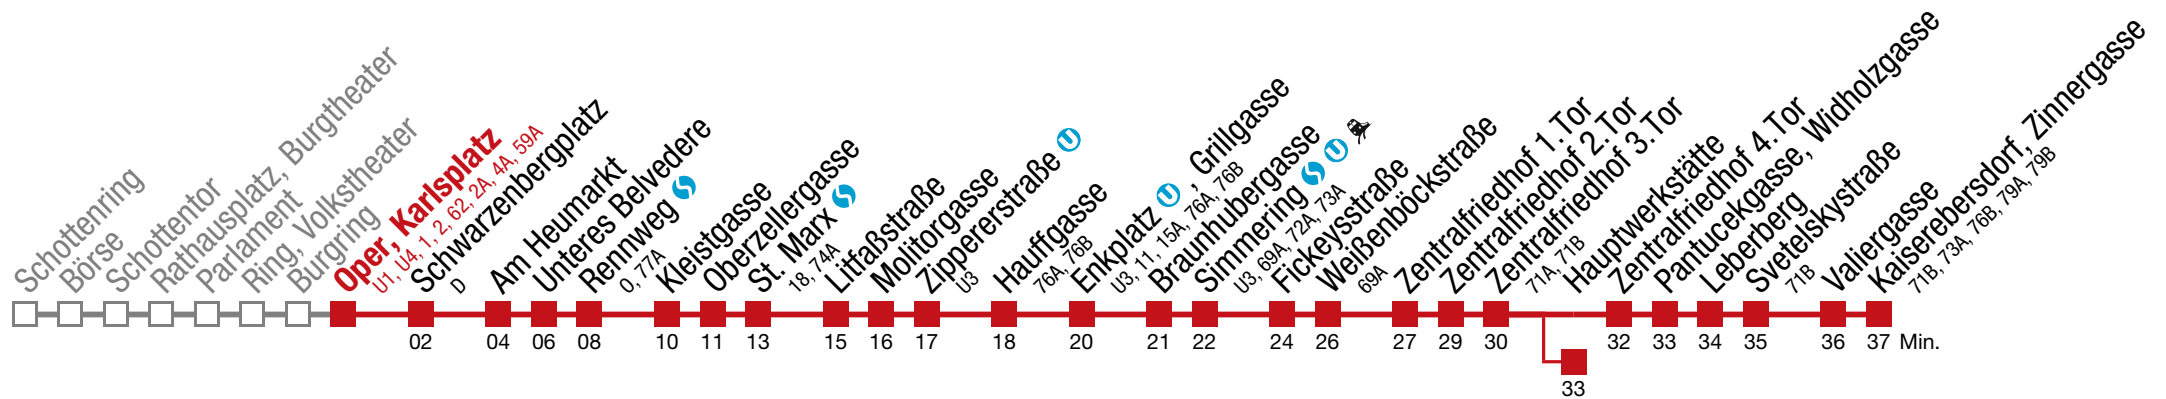 Schottenring
Börse
Schottentor
Rathausplatz, Burgtheater
Parlament
Ring, Volkstheater
Burgring
Oper, Karlsplatz
U1, U4, 1, 2, 62, 2A, 4A, 59A
Schwarzenbergplatz
D
Am Heumarkt
Unteres Belvedere
Rennweg
O, 77A
Kleistgasse
Oberzellergasse
St. Marx
18, 74A
Litfaßstraße
Molitorgasse
Zippererstraße U
U3
Hauffgasse
76A, 76B
Enkplatz U, Grillgasse
U3, 11, 15A, 76A, 76B
Braunhubergasse
Simmering U
U3, 69A, 72A, 73A
Fickeysstraße
Weißenböckstraße
69A
Zentralfriedhof 1. Tor
Zentralfriedhof 2. Tor
Zentralfriedhof 3. Tor
71A, 71B
Hauptwerkstätte
Zentralfriedhof 4. Tor
Pantucekgasse, Widholzgasse
Leberberg
Svetelskystraße
71B
Valiergasse
Kaiserebersdorf, Zinnergasse
71B, 73A, 76B, 79A, 79B
02 04 06 08 10 11 13 15 16 17 18 20 21 22 24 26 27 29 30 32 33 34 35 36 37 Min.
33